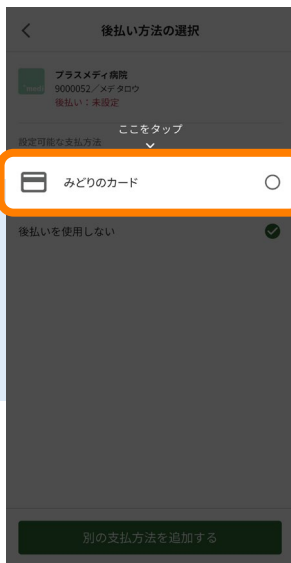 後払い方法の選択
プラスメディ病院
9000052／メデ タロウ
後払い：未設定
ここをタップ
設定可能な支払方法
みどりのカード
後払いを使用しない
別の支払方法を追加する